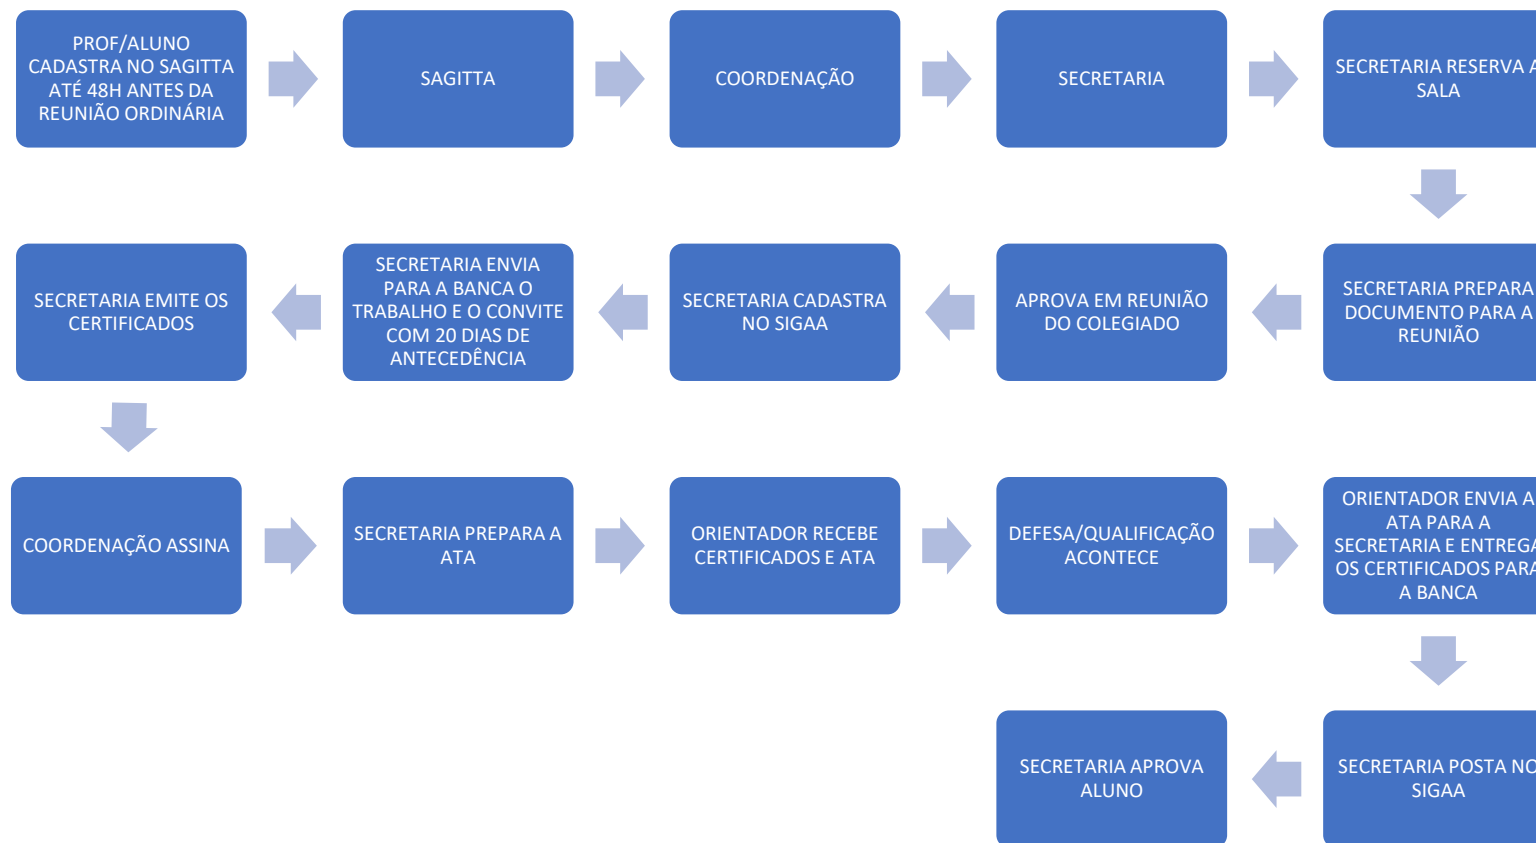 PROF/ALUNO
CADASTRA NO SAGITTA
ATÉ 48H ANTES DA
REUNIÃO ORDINÁRIA
SAGITTA
COORDENAÇÃO
SECRETARIA
SECRETARIA RESERVA A
SALA
SECRETARIA PREPARA
DOCUMENTO PARA A
REUNIÃO
APROVA EM REUNIÃO
DO COLEGIADO
SECRETARIA CADASTRA
NO SIGAA
SECRETARIA ENVIA
PARA A BANCA O
TRABALHO E O CONVITE
COM 20 DIAS DE
ANTECEDÊNCIA
SECRETARIA EMITE OS
CERTIFICADOS
COORDENAÇÃO ASSINA
SECRETARIA PREPARA A
ATA
ORIENTADOR RECEBE
CERTIFICADOS E ATA
DEFESA/QUALIFICAÇÃO
ACONTECE
ORIENTADOR ENVIA A
ATA PARA A
SECRETARIA E ENTREGA
OS CERTIFICADOS PARA
A BANCA
SECRETARIA POSTA NO
SIGAA
SECRETARIA APROVA
ALUNO